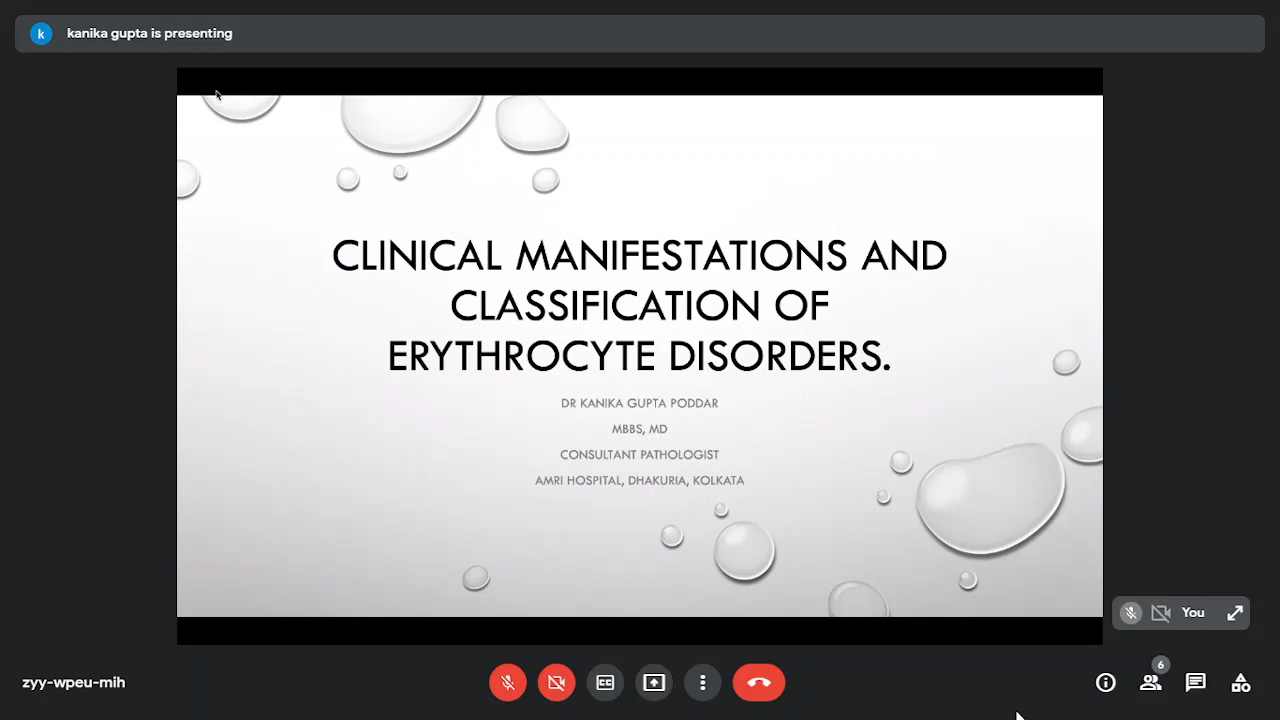 k
kanika gupta is presenting
CLINICAL MANIFESTATIONS AND
CLASSIFICATION OF
ERYTHROCYTE DISORDERS.
DR KANIKA GUPTA PODDAR
MBBS, MD
CONSULTANT PATHOLOGIST
AMRI HOSPITAL, DHAKURIA, KOLKATA
You
zyy-wpeu-mih
CC
6